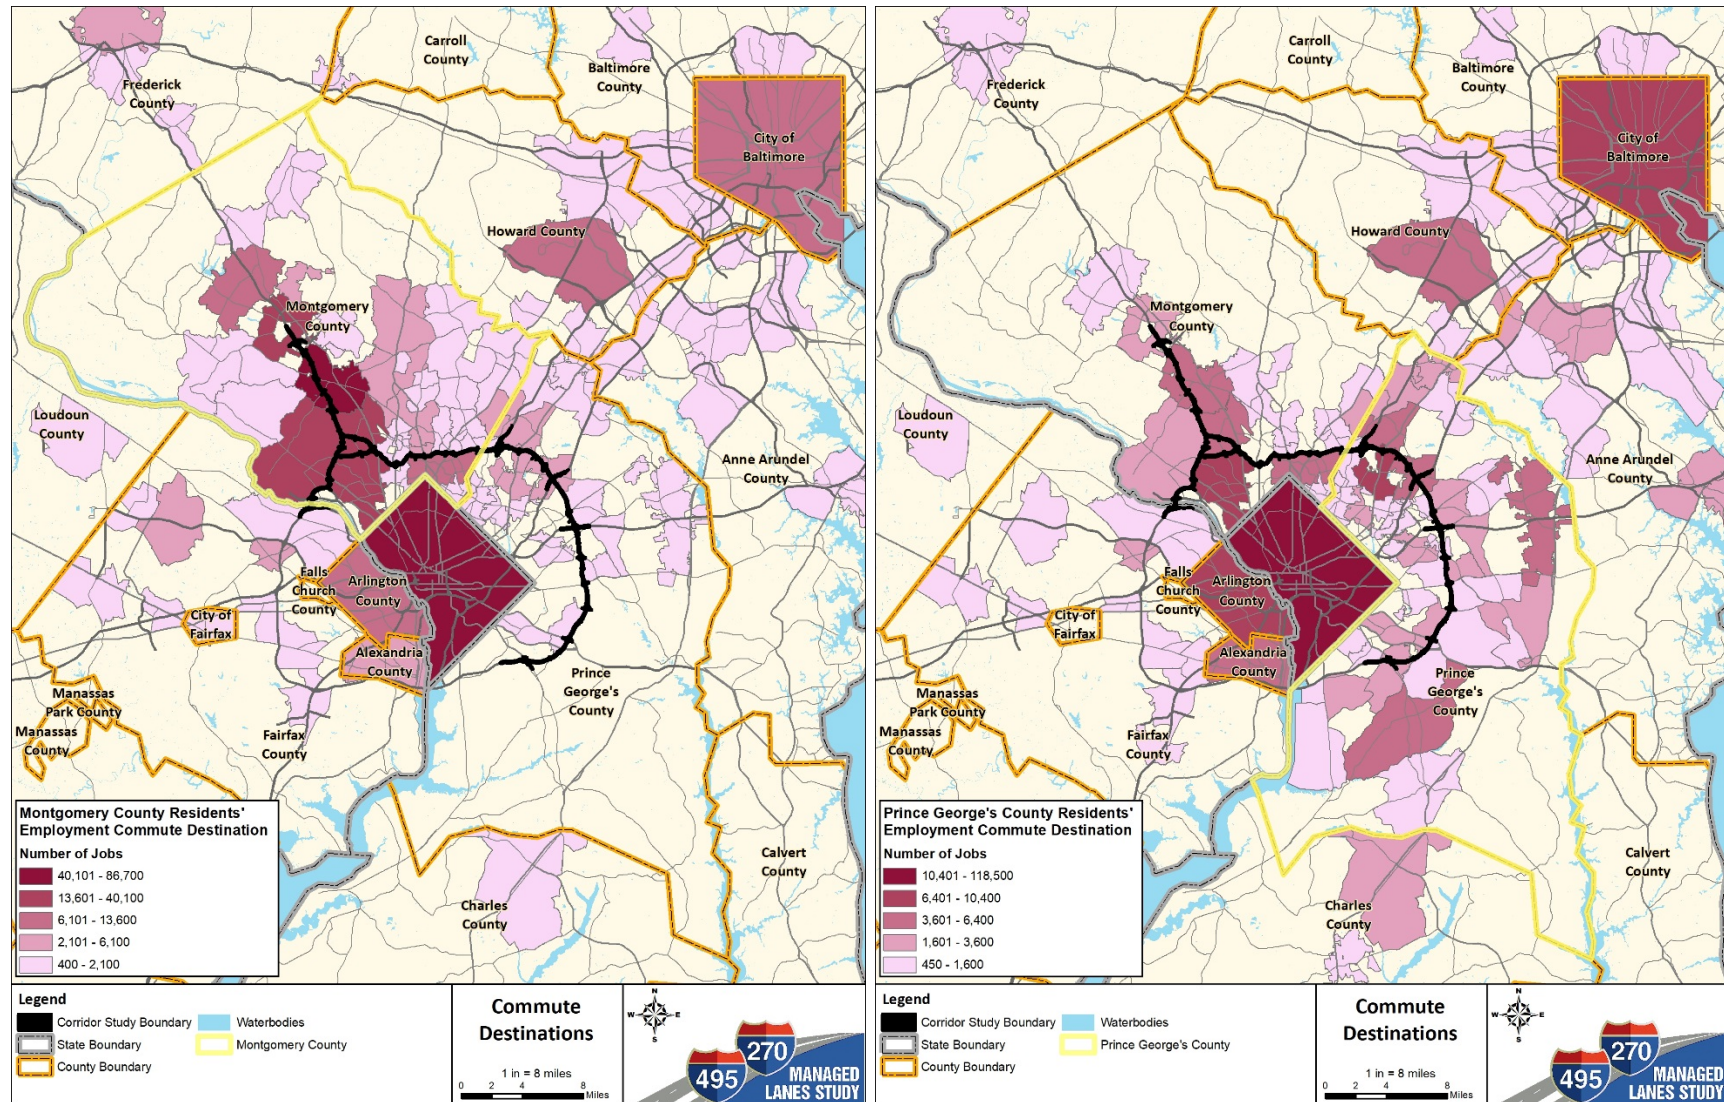 Carroll
County
Baltimore
County
Frederick
County
City of
Baltimore
Howard County
Montgomery
County
Loudoun
County
Anne Arundel
County
Falls
Church
County
Arlington
County
City of
Fairfax
Alexandria
County
Prince
George's
County
Manassas
Park County
Manassas
County
Fairfax
County
Calvert
County
Charles
County
Montgomery County Residents'
Employment Commute Destination
Number of Jobs
40,101 - 86,700
13,601 - 40,100
6,101 - 13,600
2,101 - 6,100
400 - 2,100
Legend
Corridor Study Boundary
Waterbodies
State Boundary
Montgomery County
County Boundary
Commute
Destinations
1 in = 8 miles
0 2 4 8
Miles
N
W E
S
270
495
MANAGED
LANES STUDY
Carroll
County
Baltimore
County
Frederick
County
City of
Baltimore
Howard County
Montgomery
County
Loudoun
County
Anne Arundel
County
Falls
Church
County
Arlington
County
City of
Fairfax
Alexandria
County
Prince
George's
County
Manassas
Park County
Manassas
County
Fairfax
County
Calvert
County
Charles
County
Prince George's County Residents'
Employment Commute Destination
Number of Jobs
10,401 - 118,500
6,401 - 10,400
3,601 - 6,400
1,601 - 3,600
450 - 1,600
Legend
Corridor Study Boundary
Waterbodies
State Boundary
Prince George's County
County Boundary
Commute
Destinations
1 in = 8 miles
0 2 4 8
Miles
N
W E
S
270
495
MANAGED
LANES STUDY